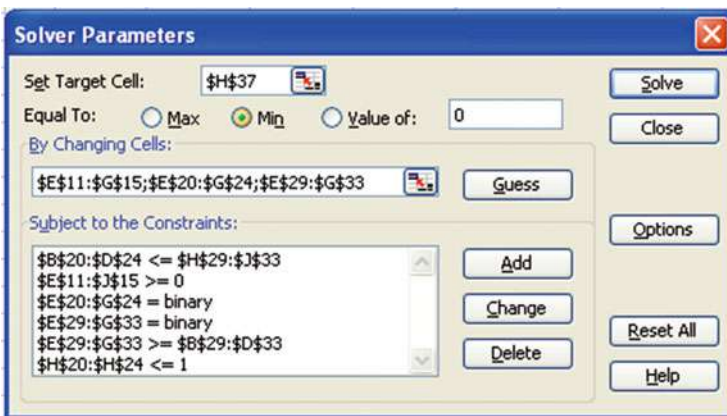 Solver Parameters
Set Target Cell: $H$37 Solve
Equal To: Max Min Value of: 0 Close
By Changing Cells:
$E$11:$G$15;$E$20:$G$24;$E$29:$G$33 Guess
Subject to the Constraints: Options
$B$20:$D$24 <= $H$29:$J$33 Add
$E$11:$J$15 >= 0
$E$20:$G$24 = binary Change
$E$29:$G$33 = binary Reset All
$E$29:$G$33 >= $B$29:$D$33 Delete
$H$20:$H$24 <= 1 Help